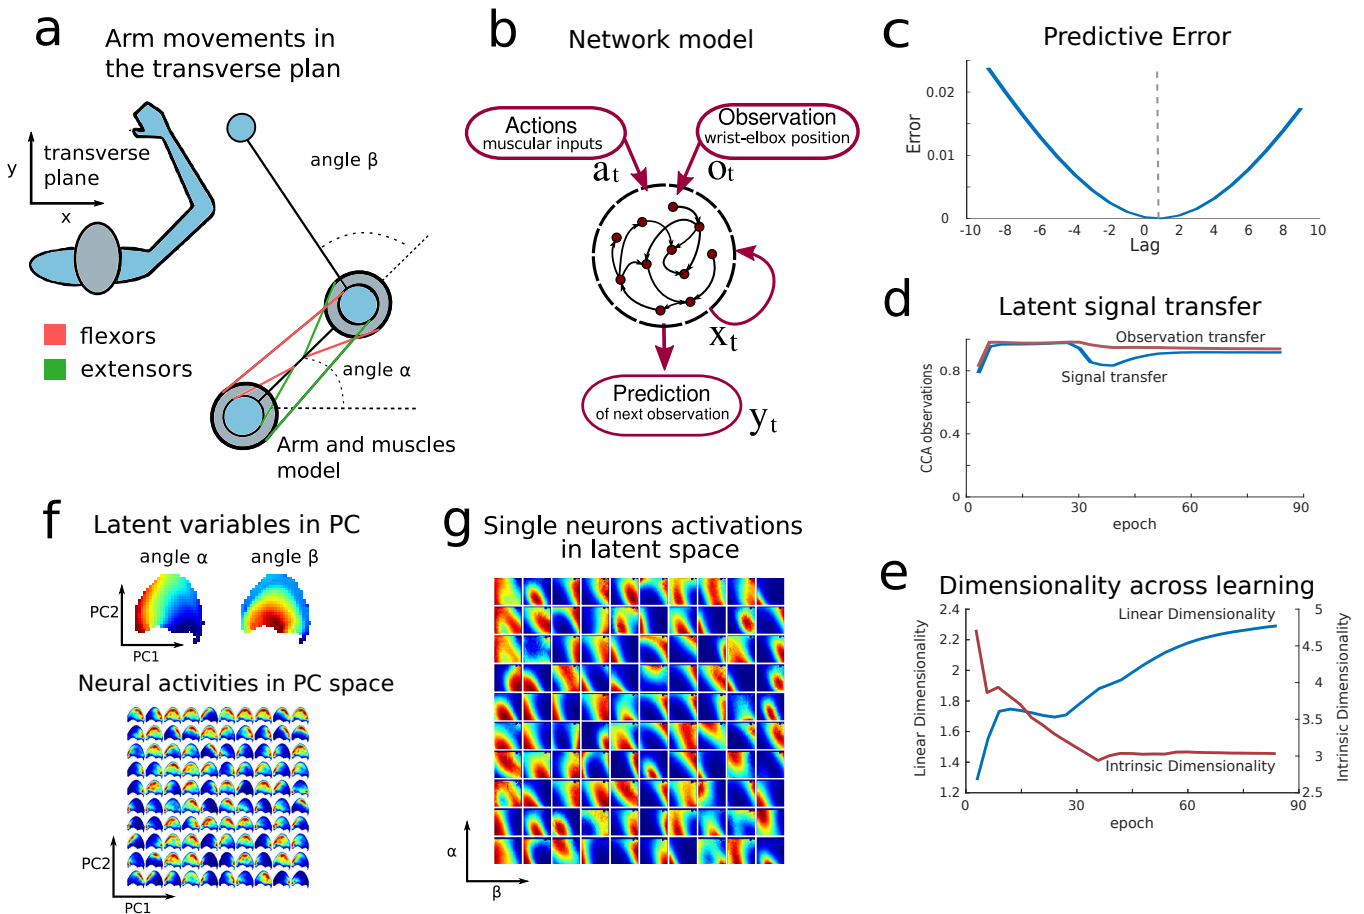 a
Arm movements in
the transverse plan
y
transverse
plane
x
angle β
flexors
extensors
angle α
Arm and muscles
model
b
Network model
Actions
muscular inputs
Observation
wrist-elbox position
a t
o t
x t
Prediction
of next observation
y t
c
Predictive Error
Error
0.02
0.01
0
-10 -8 -6 -4 -2 0 2 4 6 8 10
Lag
d
Latent signal transfer
Observation transfer
Signal transfer
CCA observations
0.8
0.4
0
0 30 60 90
epoch
e
Dimensionality across learning
Linear Dimensionality
Intrinsic Dimensionality
Linear Dimensionality
2.4
2.2
2
1.8
1.6
1.4
1.2
5
4.5
4
3.5
3
2.5
Intrinsic Dimensionality
0 30 60 90
epoch
f
Latent variables in PC
angle α angle β
PC2
PC1
Neural activities in PC space
PC2
PC1
g
Single neurons activations
in latent space
α
β